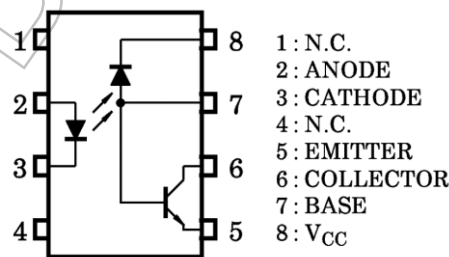 1
2
3
4
8
7
6
5
1 : N.C.
2 : ANODE
3 : CATHODE
4 : N.C.
5 : EMITTER
6 : COLLECTOR
7 : BASE
8 : VCC